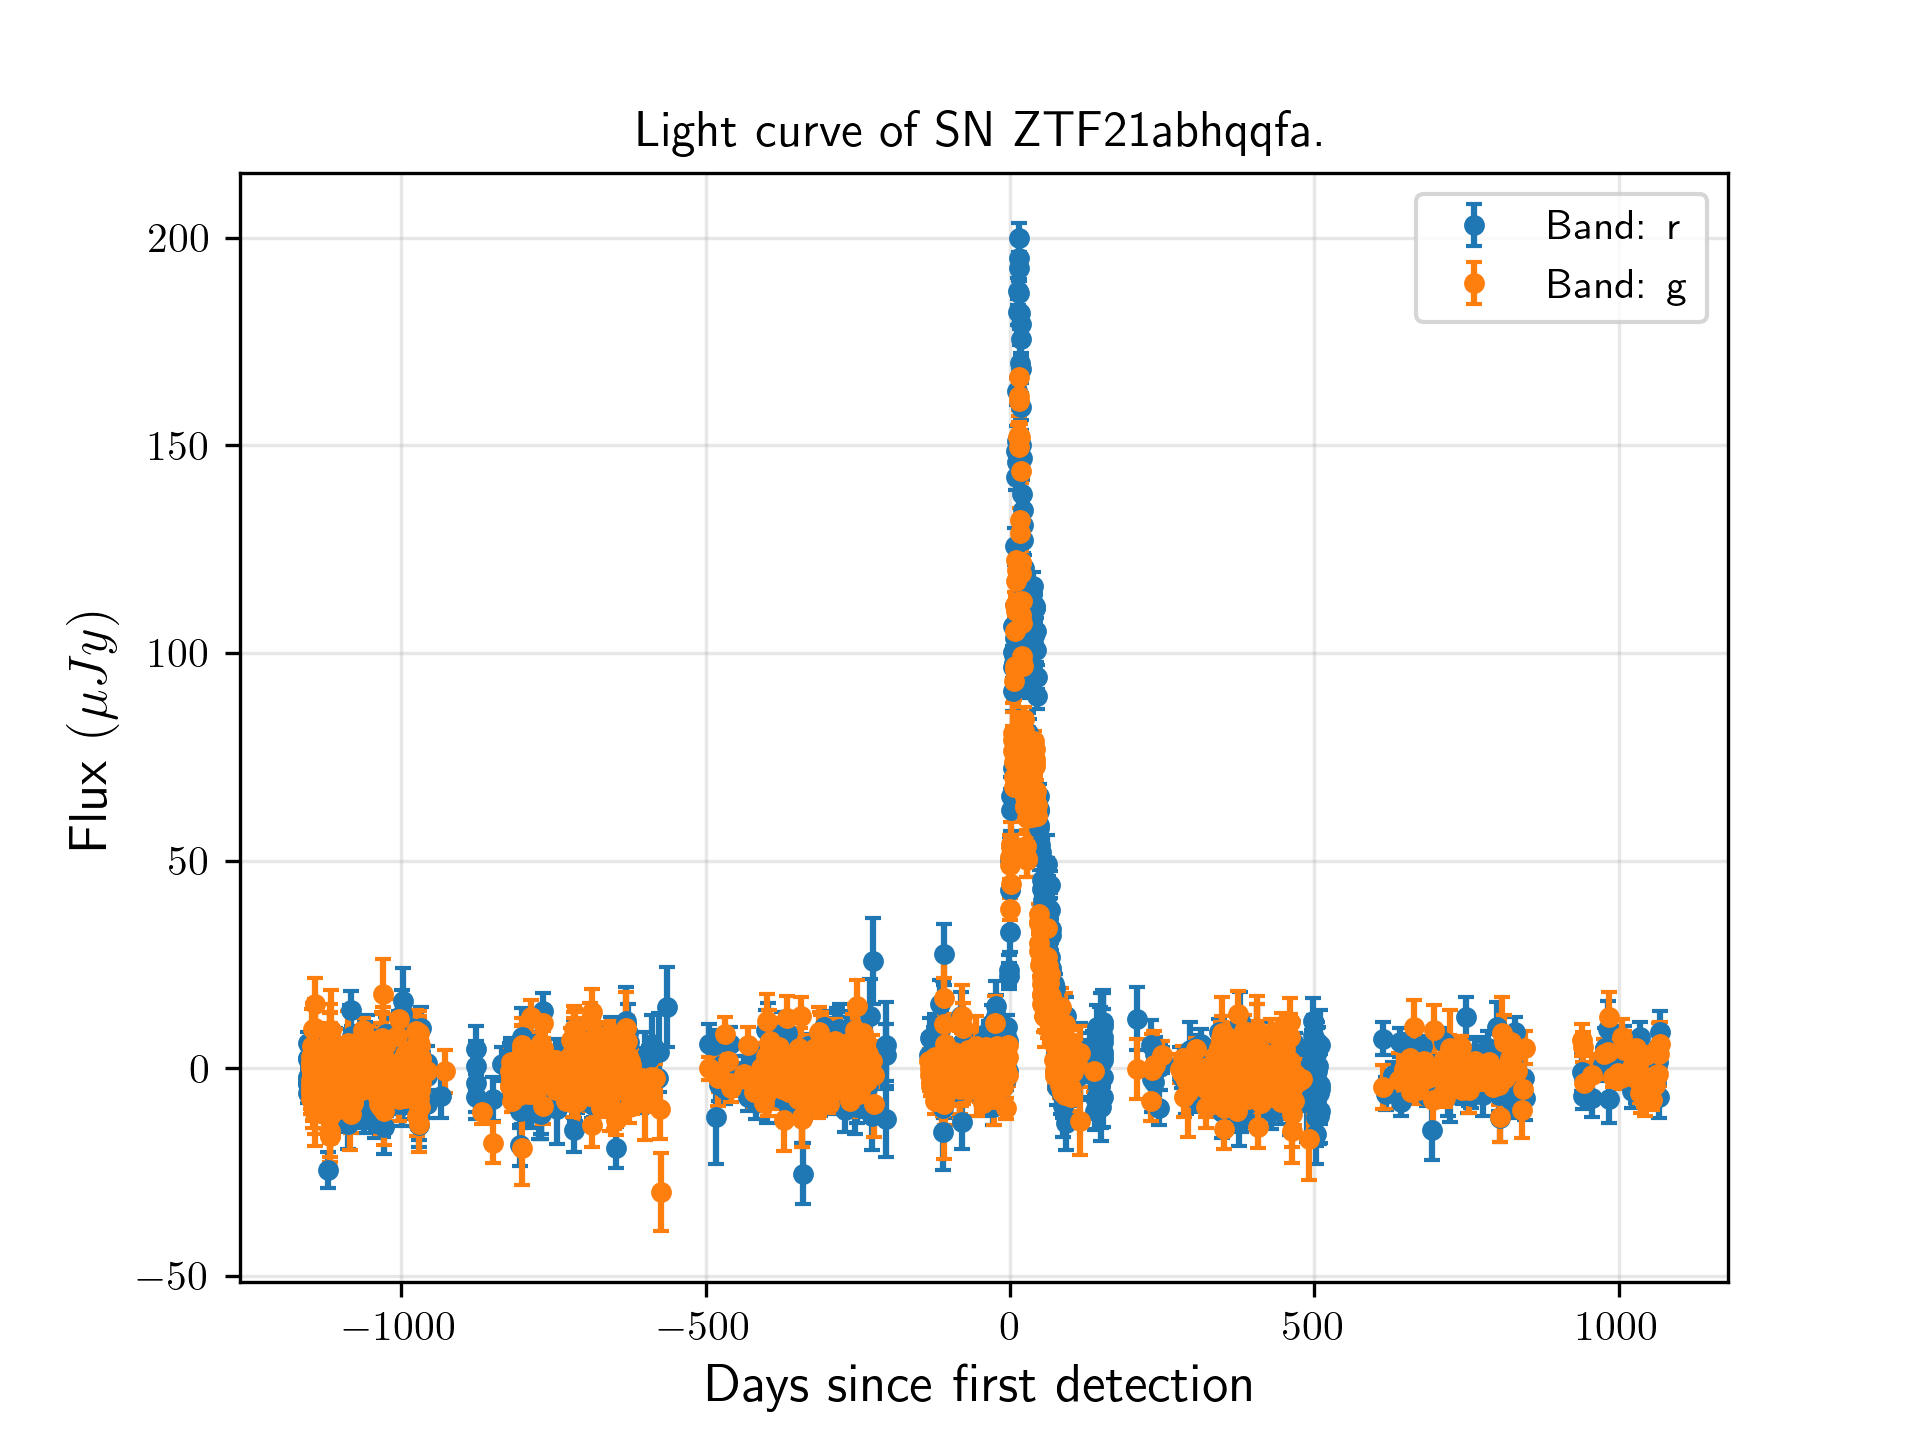 Light curve of SN ZTF21abhqqfa.
Band: r
Band: g
200
150
100
50
0
−50
Flux (μJy)
−1000
−500
0
500
1000
Days since first detection